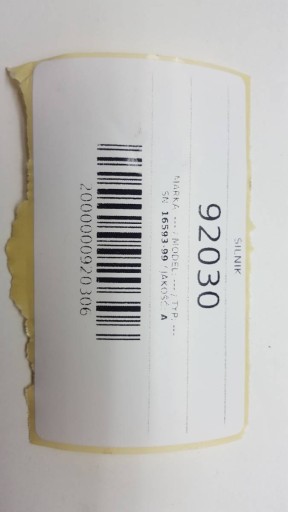 SILNIK
92030
MARKA: --- / MODEL: --- / TYP: ---
SN: 16593-99 / JAKOŚĆ: A
2000000920306